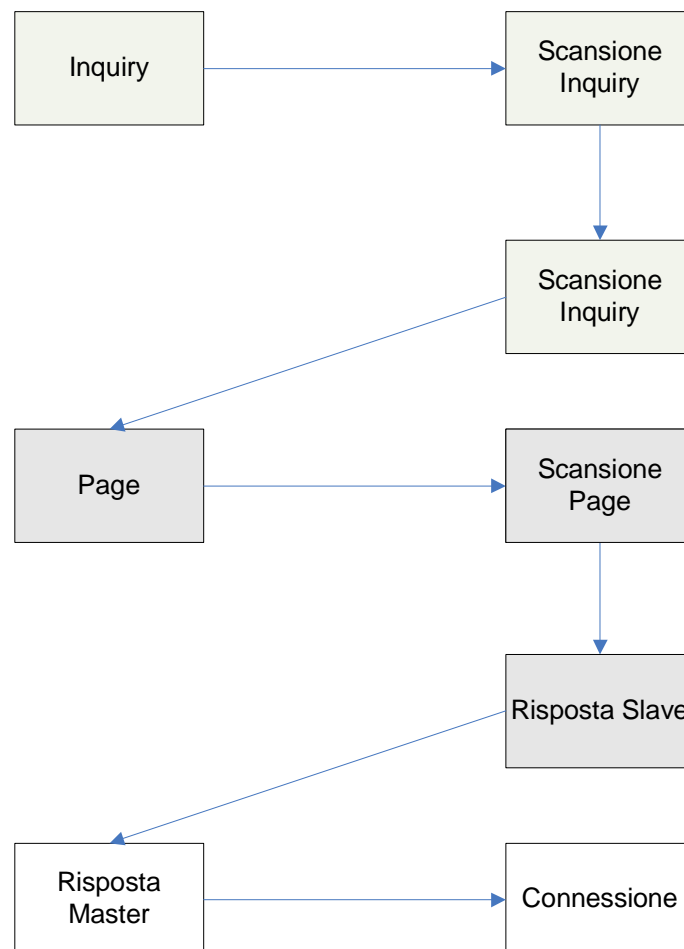 Inquiry
Scansione
Inquiry
Scansione
Inquiry
Page
Scansione
Page
Risposta Slave
Risposta
Master
Connessione